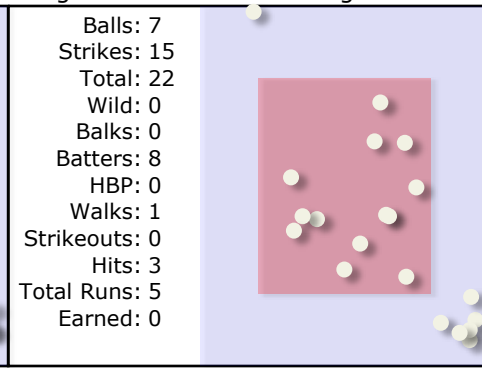 Balls: 7
Strikes: 15
Total: 22
Wild: 0
Balks: 0
Batters: 8
HBP: 0
Walks: 1
Strikeouts: 0
Hits: 3
Total Runs: 5
Earned: 0